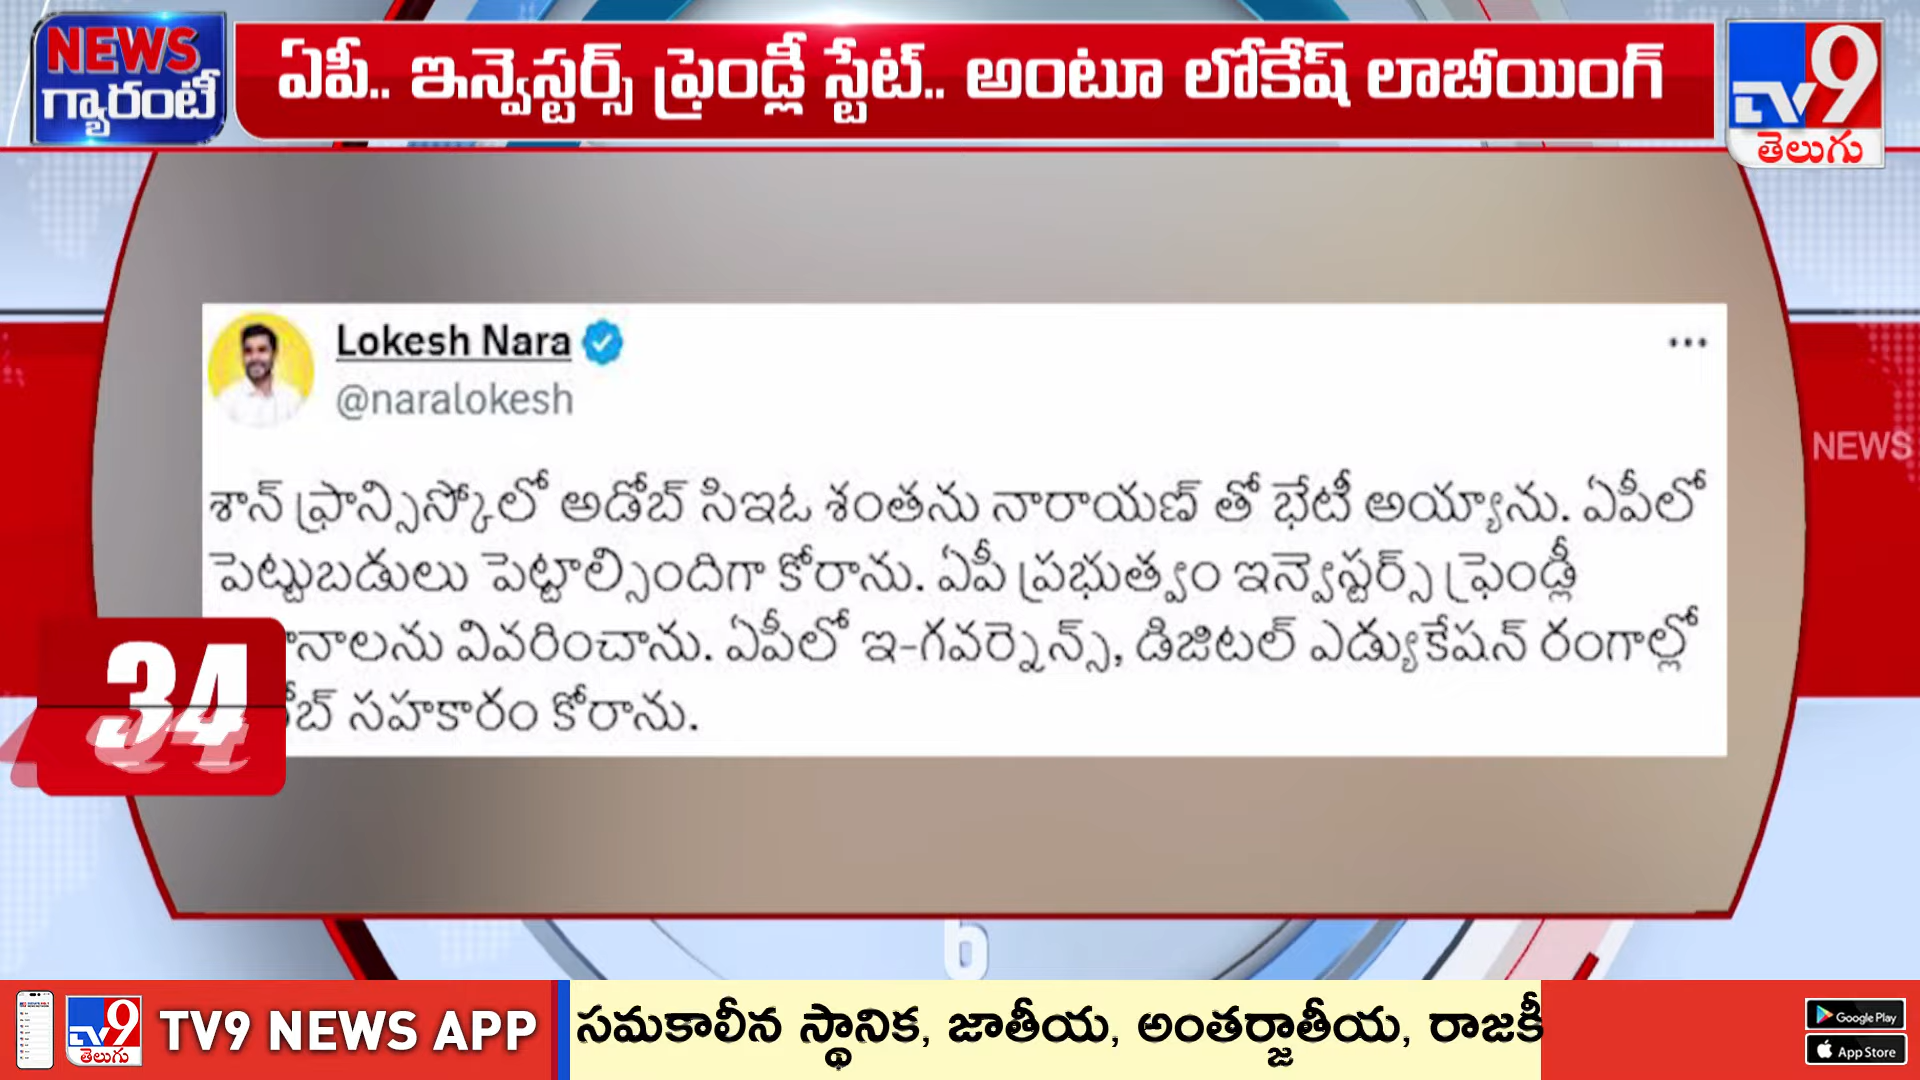 NEWS
గ్యారంటీ
ఏపీ.. ఇన్వెస్టర్స్ ఫ్రెండ్లీ స్టేట్.. అంటూ లోకేష్ లాబీయింగ్
TV9
తెలుగు
Lokesh Nara
@naralokesh
శాన్ ఫ్రాన్సిస్కోలో అడోబ్ సిఇఓ శంతను నారాయణ్ తో భేటీ అయ్యాను. ఏపీలో
పెట్టుబడులు పెట్టాల్సిందిగా కోరాను. ఏపీ ప్రభుత్వం ఇన్వెస్టర్స్ ఫ్రెండ్లీ
వివరించాను. ఏపీలో ఇ-గవర్నెన్స్, డిజిటల్ ఎడ్యుకేషన్ రంగాల్లో
సహకారం కోరాను.
NEWS
34
6
TV9
తెలుగు
TV9 NEWS APP
సమకాలీన స్థానిక, జాతీయ, అంతర్జాతీయ, రాజకీ
Google Play
App Store